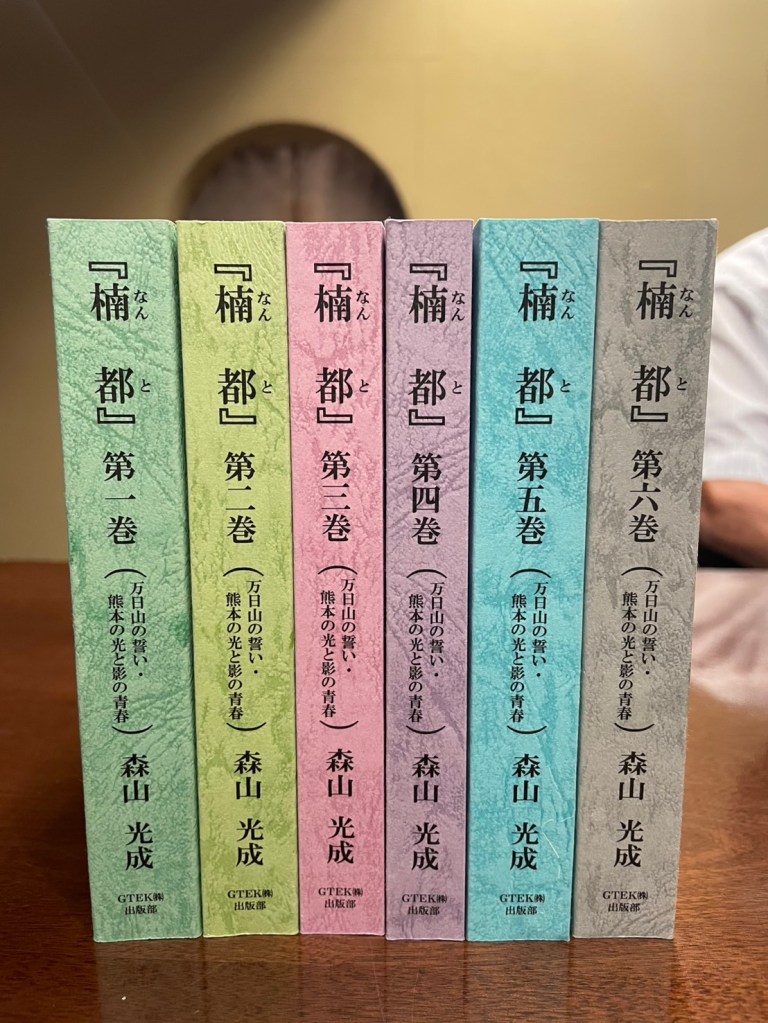 『楠都』第一巻
なん
と
(万日山の誓い・
熊本の光と影の青春)
森山 光成
GTEK㈱
出版部
『楠都』第二巻
なん
と
(万日山の誓い・
熊本の光と影の青春)
森山 光成
GTEK㈱
出版部
『楠都』第三巻
なん
と
(万日山の誓い・
熊本の光と影の青春)
森山 光成
GTEK㈱
出版部
『楠都』第四巻
なん
と
(万日山の誓い・
熊本の光と影の青春)
森山 光成
GTEK㈱
出版部
『楠都』第五巻
なん
と
(万日山の誓い・
熊本の光と影の青春)
森山 光成
GTEK㈱
出版部
『楠都』第六巻
なん
と
(万日山の誓い・
熊本の光と影の青春)
森山 光成
GTEK㈱
出版部